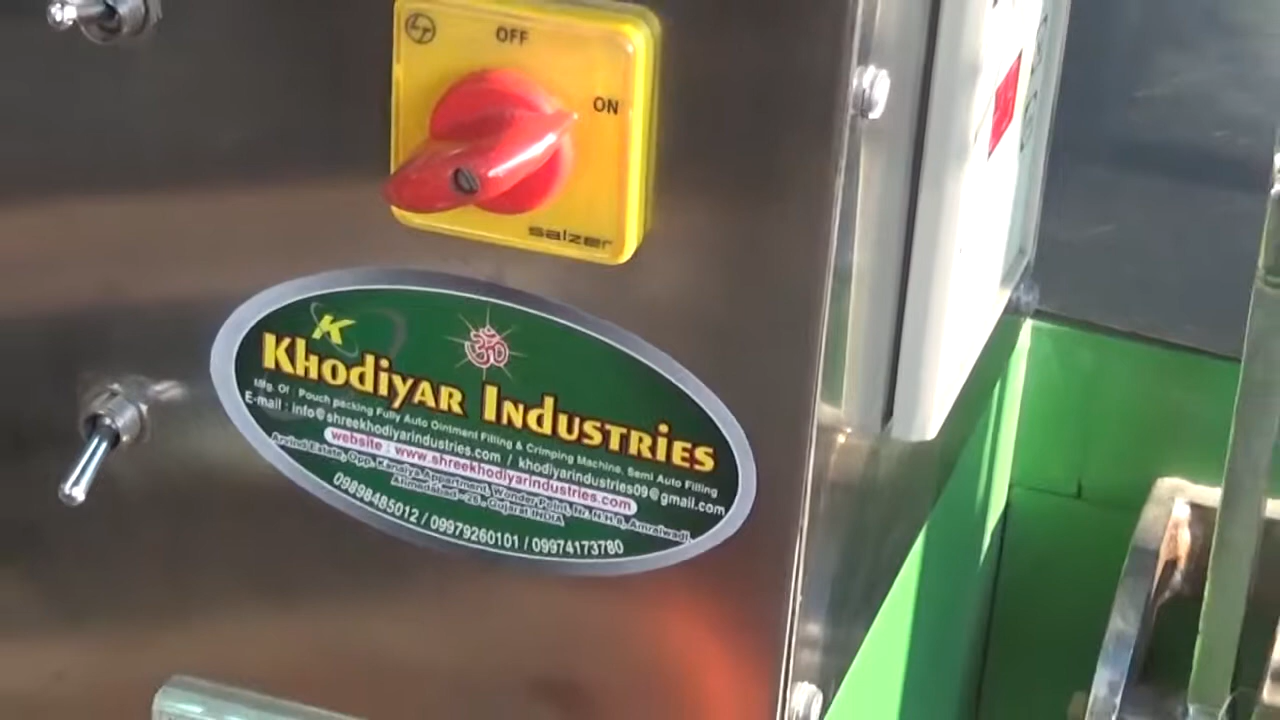 OFF
ON
salzer
K
ॐ
Khodiyar Industries
Mfg. Of : Pouch packing Fully Auto Ointment Filling & Crimping Machine, Semi Auto Filling
E-mail : info@shreekhodiyarindustries.com / khodiyarindustries09@gmail.com
website : www.shreekhodiyarindustries.com
Arvind Estate, Opp. Kanaiya Appartment, Wonder Point, Nr. N.H.8, Amraiwadi,
Ahmedabad -26. Gujarat INDIA
09898485012 / 09979260101 / 09974173780